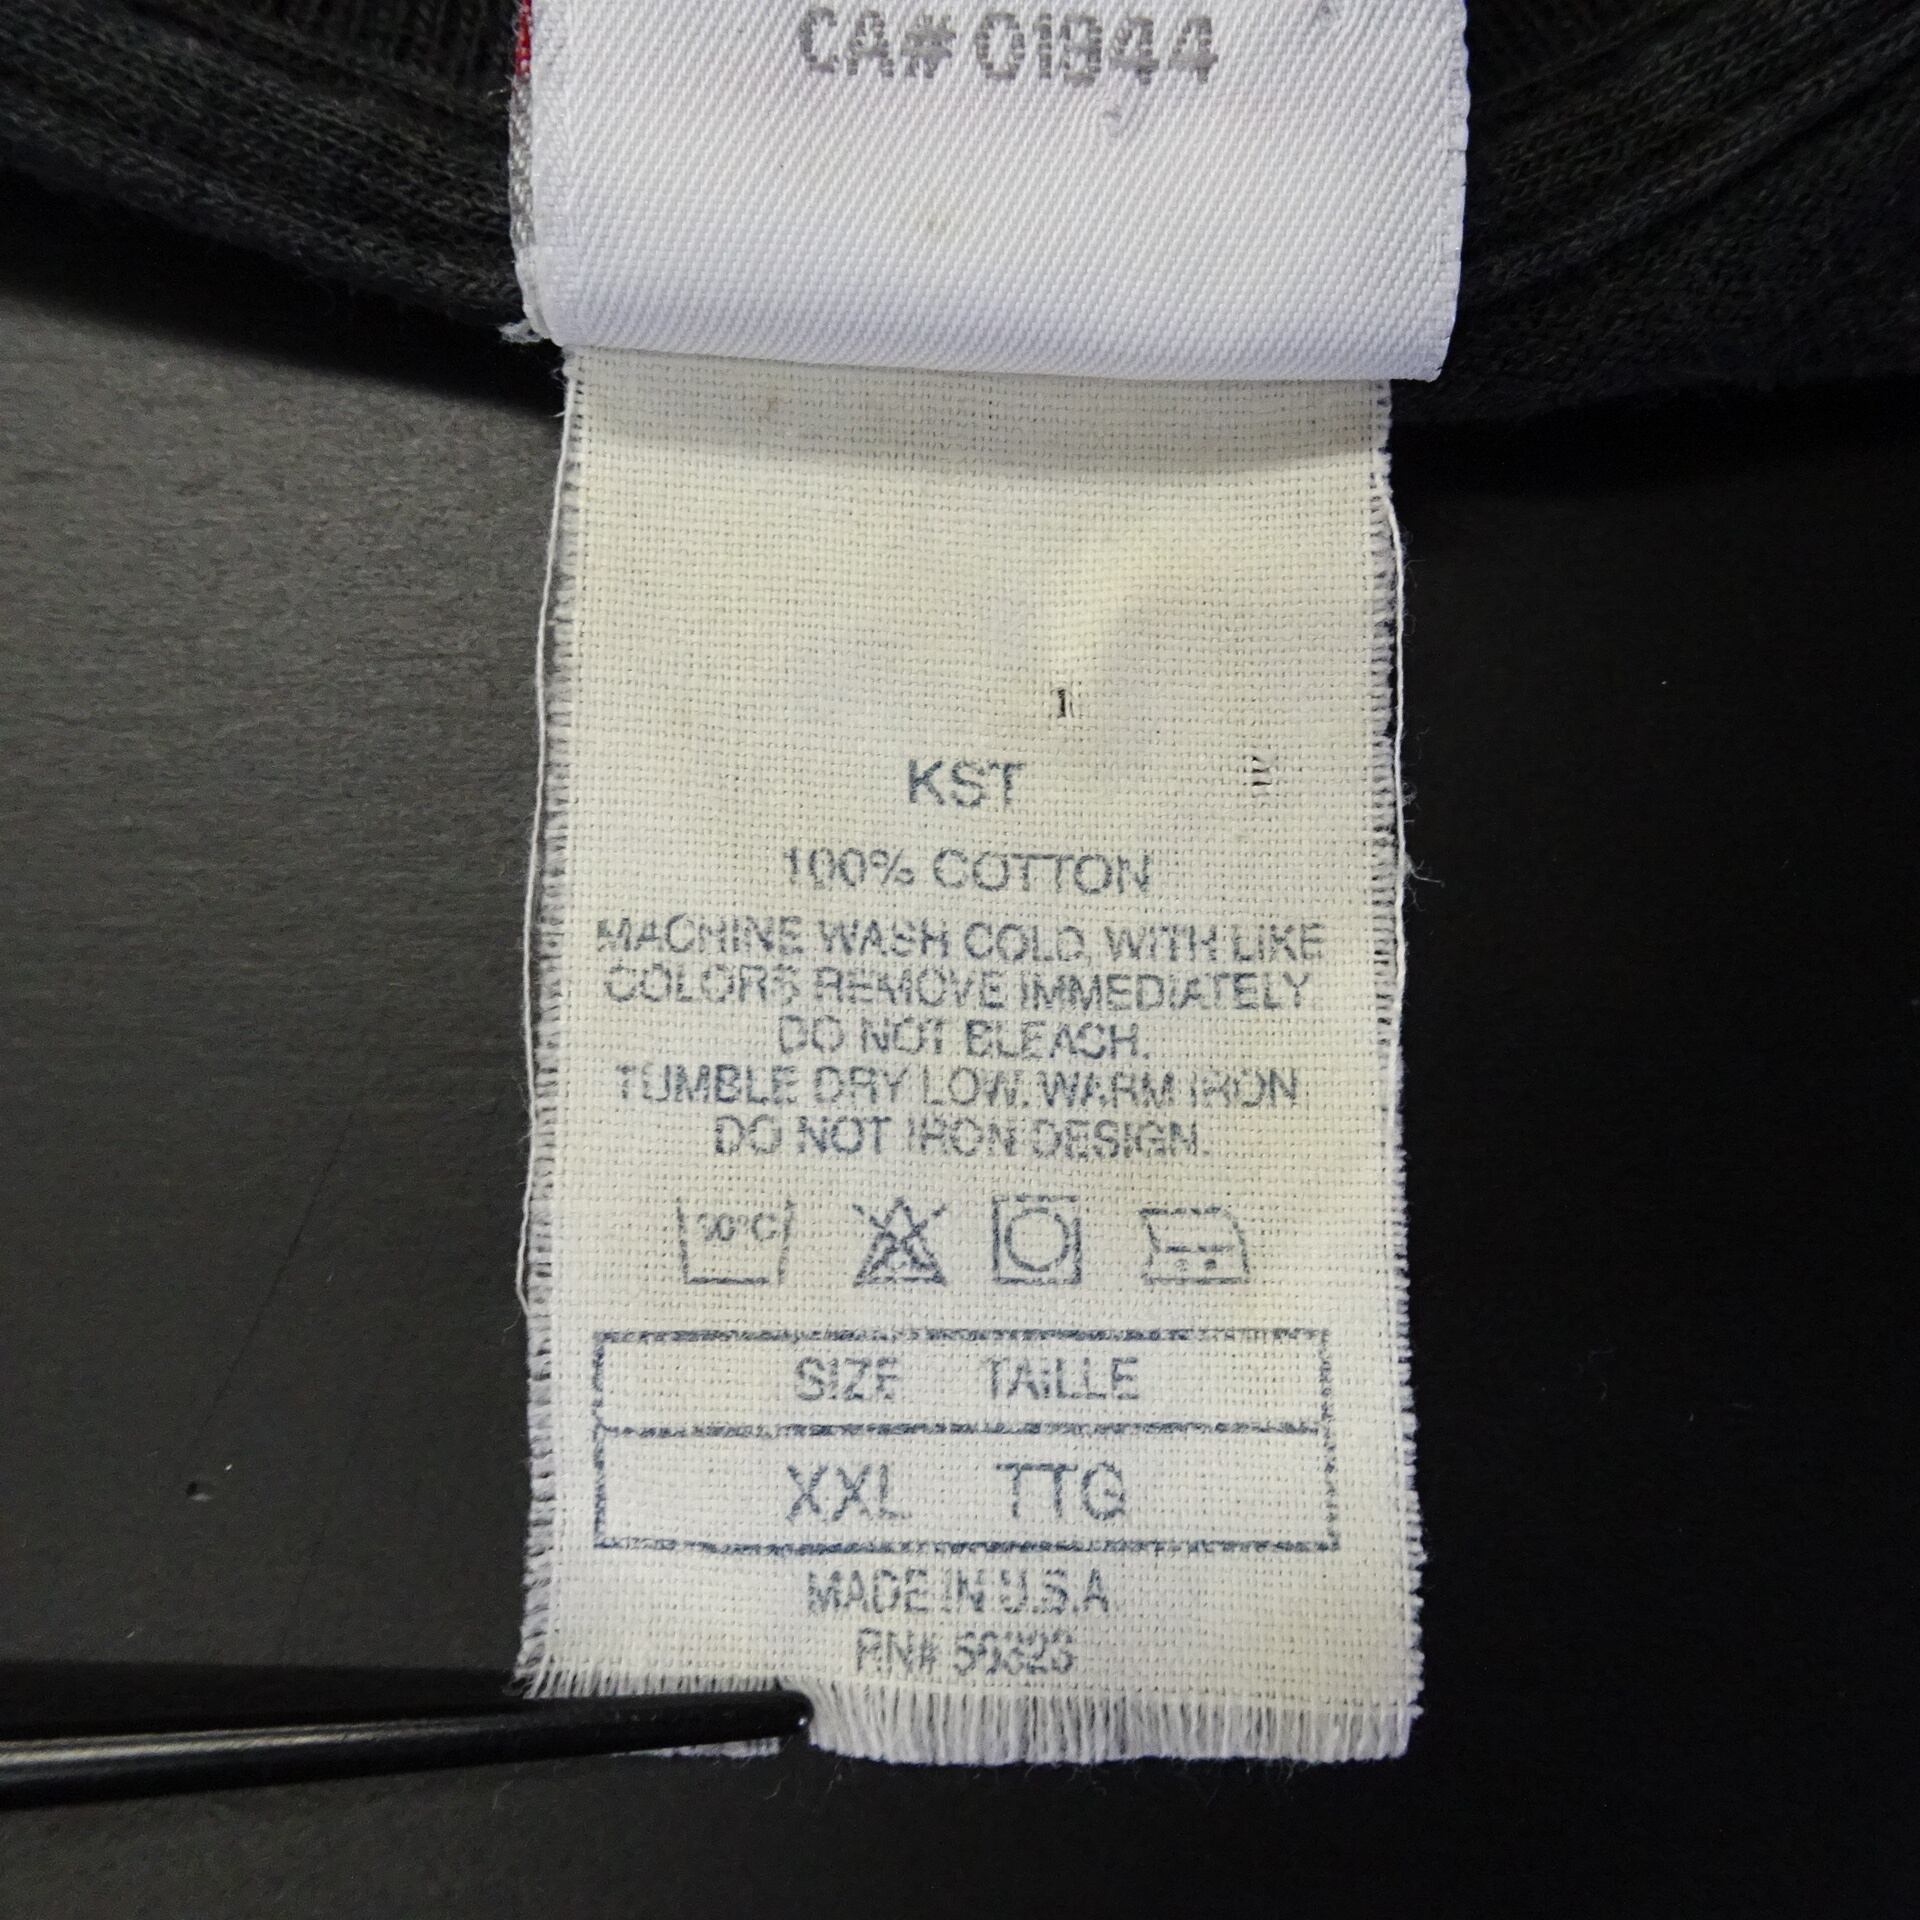 CA# 01944
KST
100% COTTON
MACHINE WASH COLD, WITH LIKE
COLORS REMOVE IMMEDIATELY
DO NOT BLEACH.
TUMBLE DRY LOW. WARM IRON
DO NOT IRON DESIGN.
30°C
SIZE TAILLE
XXL TTG
MADE IN U.S.A
RN# 56323